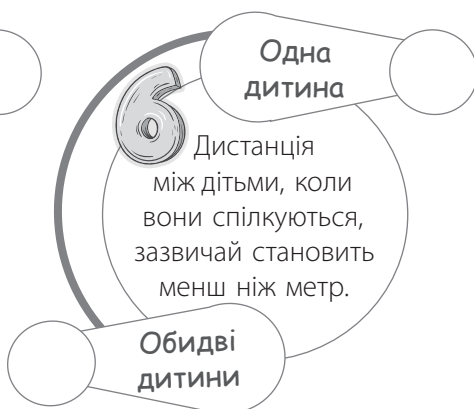 Одна
дитина
6
Дистанція
між дітьми, коли
вони спілкуються,
зазвичай становить
менш ніж метр.
Обидві
дитини